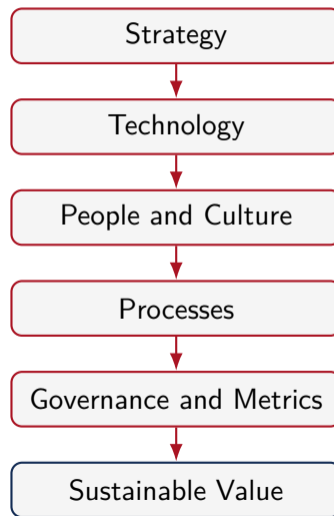 Strategy
Technology
People and Culture
Processes
Governance and Metrics
Sustainable Value